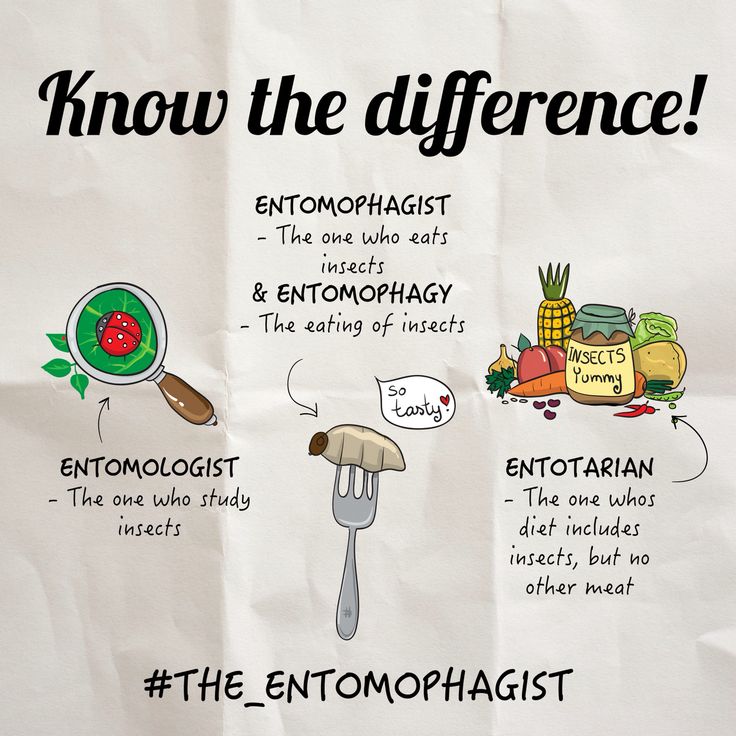 Know the difference!
ENTOMOPHAGIST
- The one who eats
insects
& ENTOMOPHAGY
- The eating of insects
So
tasty!
INSECTS
Yummy
ENTOMOLOGIST
- The one who study
insects
ENTOTARIAN
- The one whos
diet includes
insects, but no
other meat
#THE_ENTOMOPHAGIST